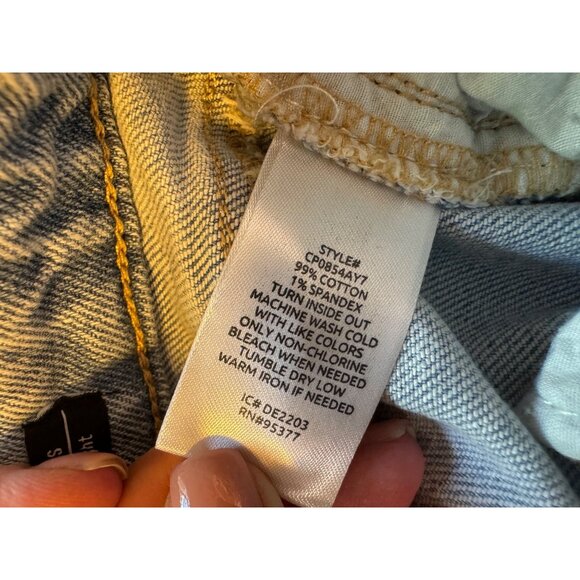 STYLE#
CP0854AY7
99% COTTON
1% SPANDEX
TURN INSIDE OUT
MACHINE WASH COLD
WITH LIKE COLORS
ONLY NON-CHLORINE
BLEACH WHEN NEEDED
TUMBLE DRY LOW
WARM IRON IF NEEDED
IC# DE2203
RN#95377